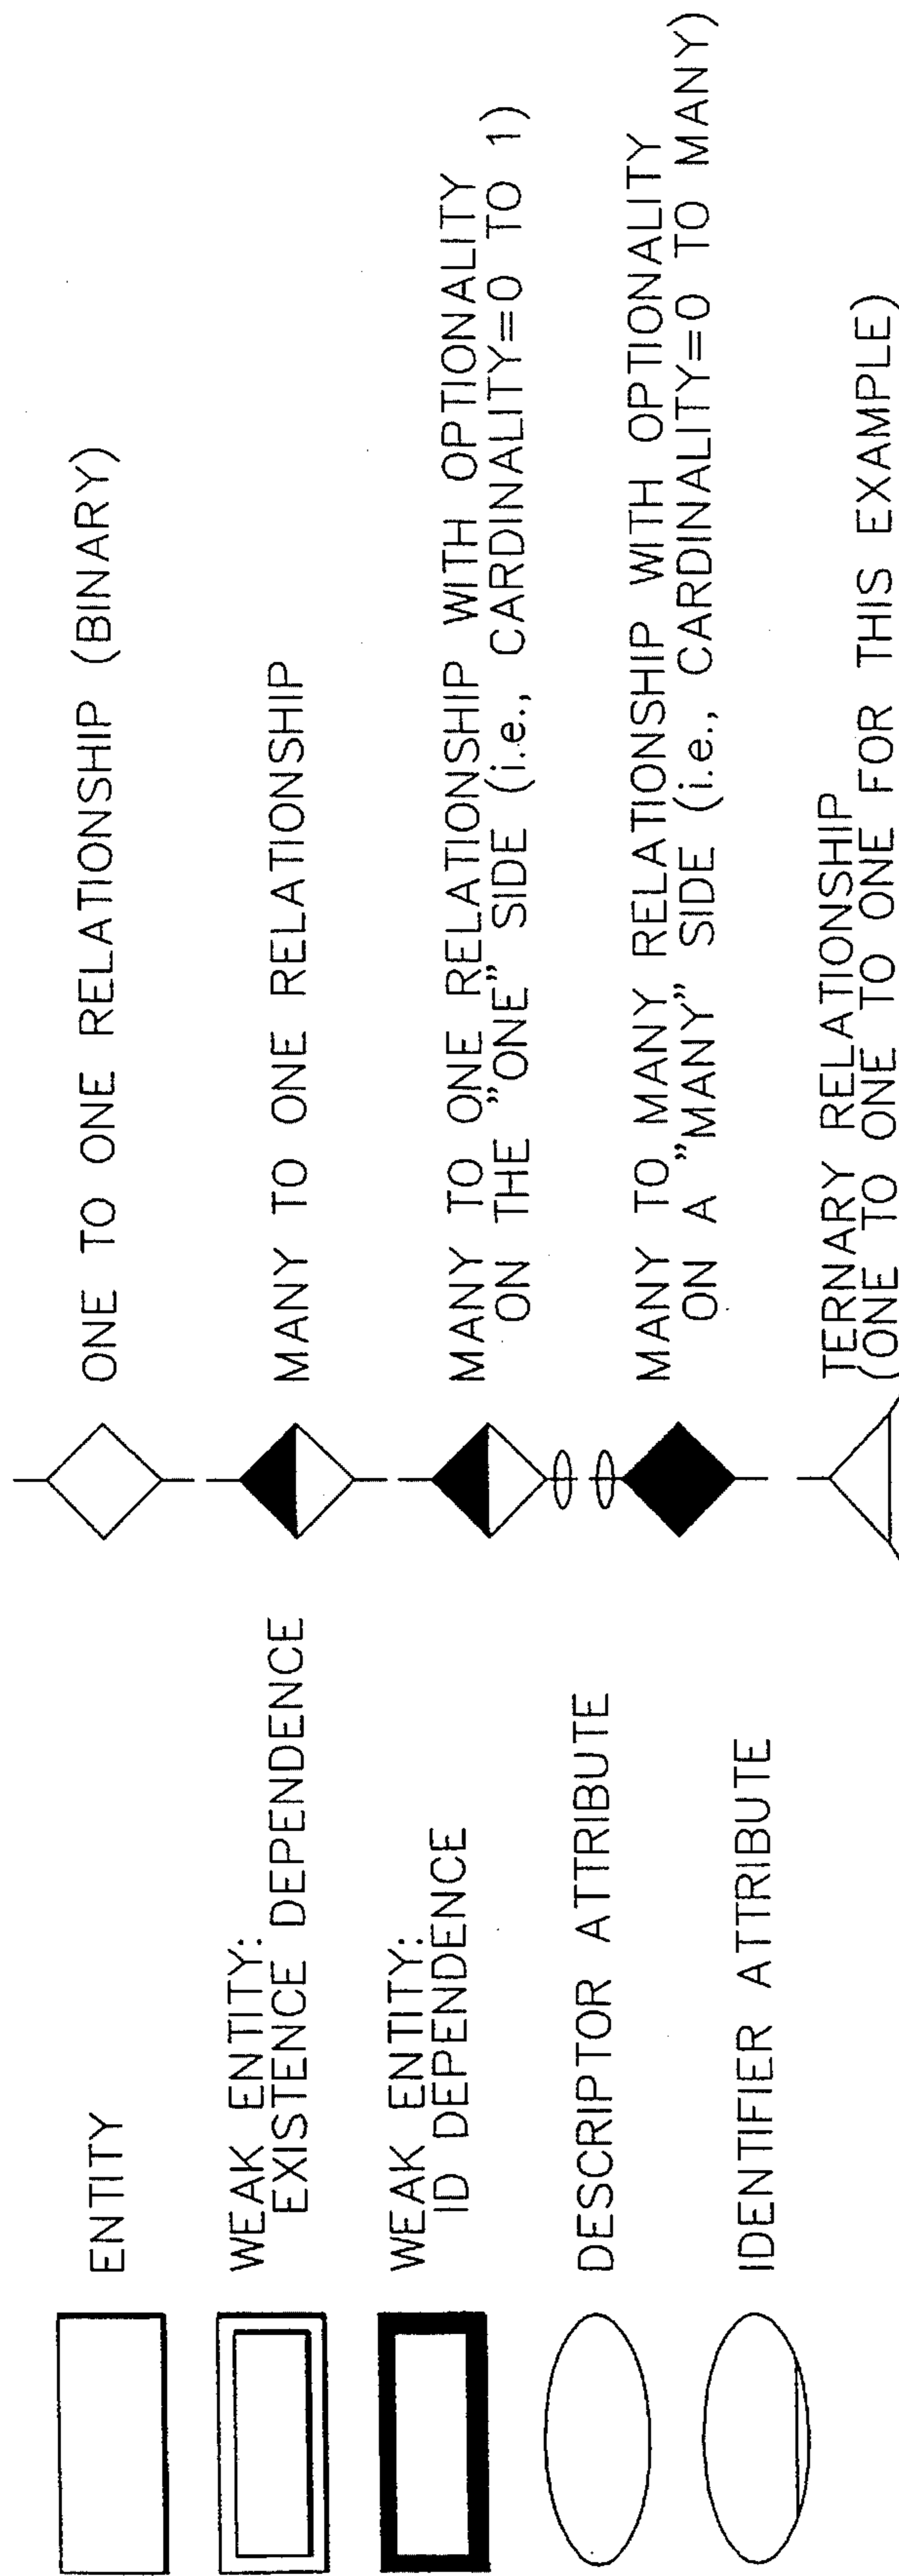 ENTITY
WEAK ENTITY:
EXISTENCE DEPENDENCE
WEAK ENTITY:
ID DEPENDENCE
DESCRIPTOR ATTRIBUTE
IDENTIFIER ATTRIBUTE
ONE TO ONE RELATIONSHIP (BINARY)
MANY TO ONE RELATIONSHIP
MANY TO ONE RELATIONSHIP WITH OPTIONALITY
ON THE "ONE" SIDE (i.e., CARDINALITY=0 TO 1)
MANY TO MANY RELATIONSHIP WITH OPTIONALITY
ON A "MANY" SIDE (i.e., CARDINALITY=0 TO MANY)
TERNARY RELATIONSHIP
(ONE TO ONE TO ONE FOR THIS EXAMPLE)